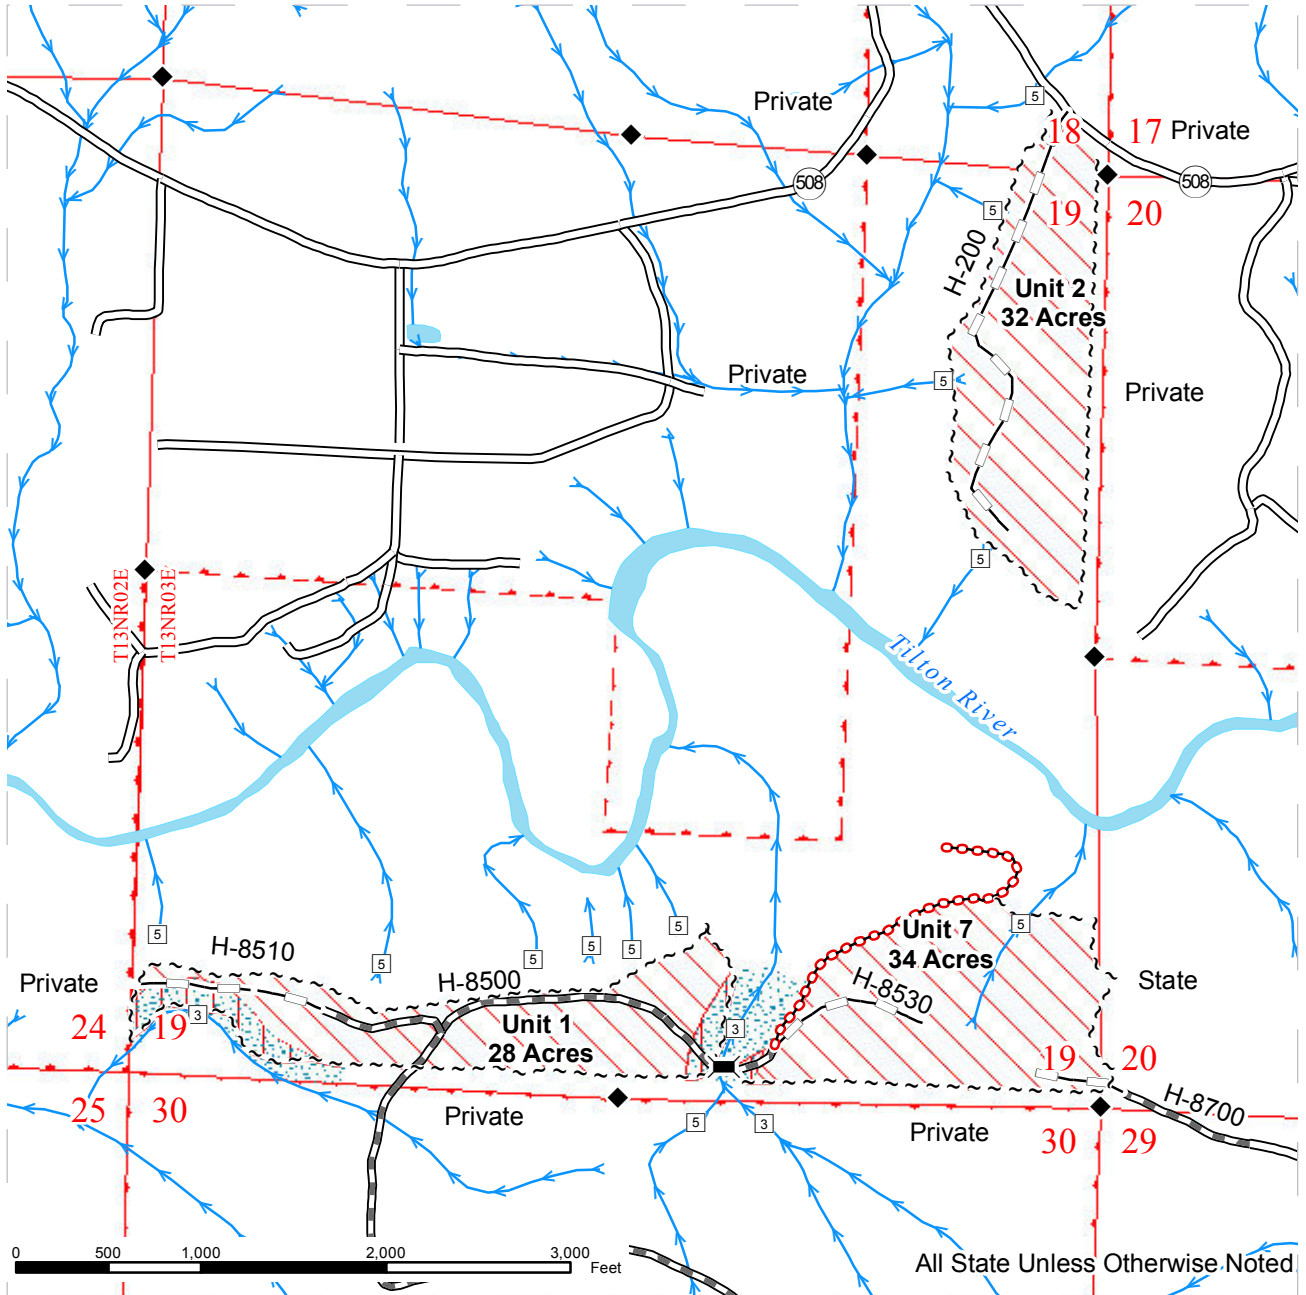 Private
5
18
17
Private
508
508
5
19
20
H-200
Unit 2
32 Acres
Private
5
Private
5
T13NR02E
T13NR03E
Tilton River
5
5
5
5
5
5
5
H-8510
H-8500
Unit 7
34 Acres
H-8530
State
Private
24
19
3
Unit 1
28 Acres
3
19
20
25
30
Private
5
3
Private
30
29
H-8700
0
500
1,000
2,000
3,000
Feet
All State Unless Otherwise Noted